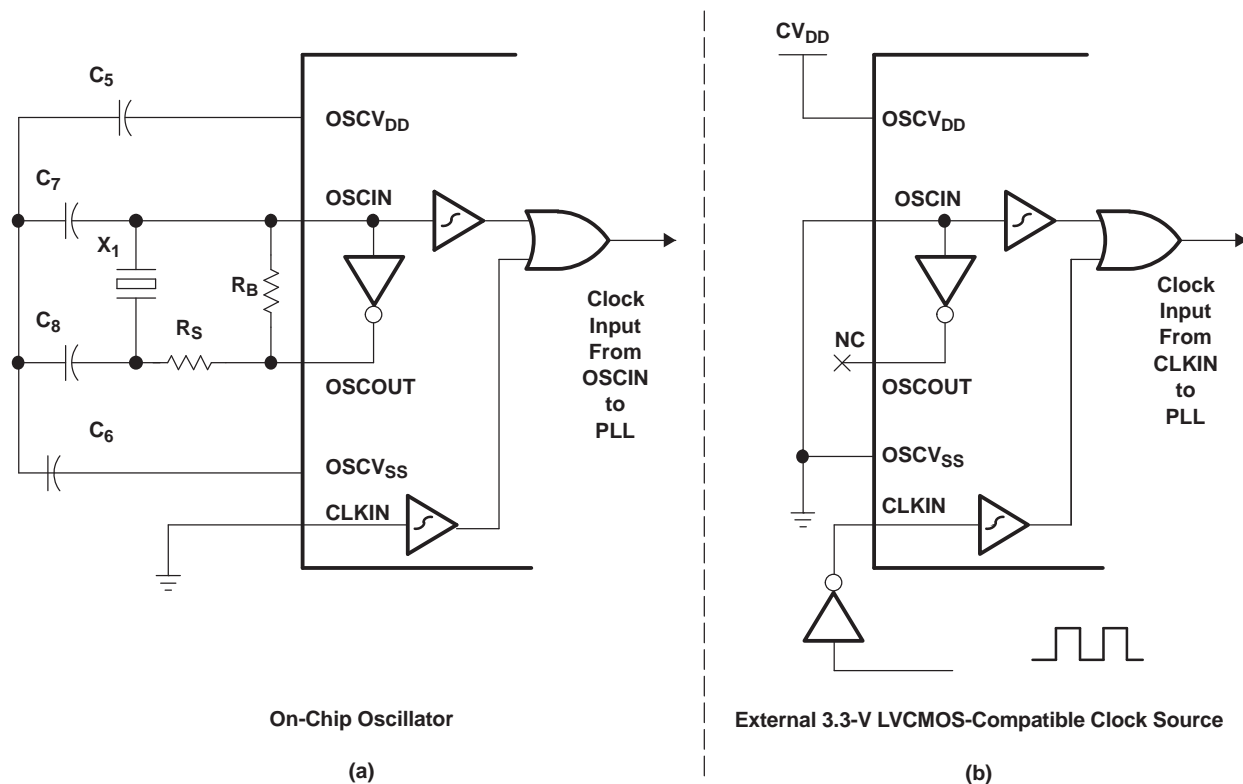 C5
OSCVDD
C7
OSCIN
X1
RB
C8
RS
OSCOUT
C6
OSCVSS
CLKIN
Clock
Input
From
OSCIN
to
PLL
On-Chip Oscillator
(a)
CVDD
OSCVDD
OSCIN
NC
OSCOUT
OSCVSS
CLKIN
Clock
Input
From
CLKIN
to
PLL
External 3.3-V LVCMOS-Compatible Clock Source
(b)